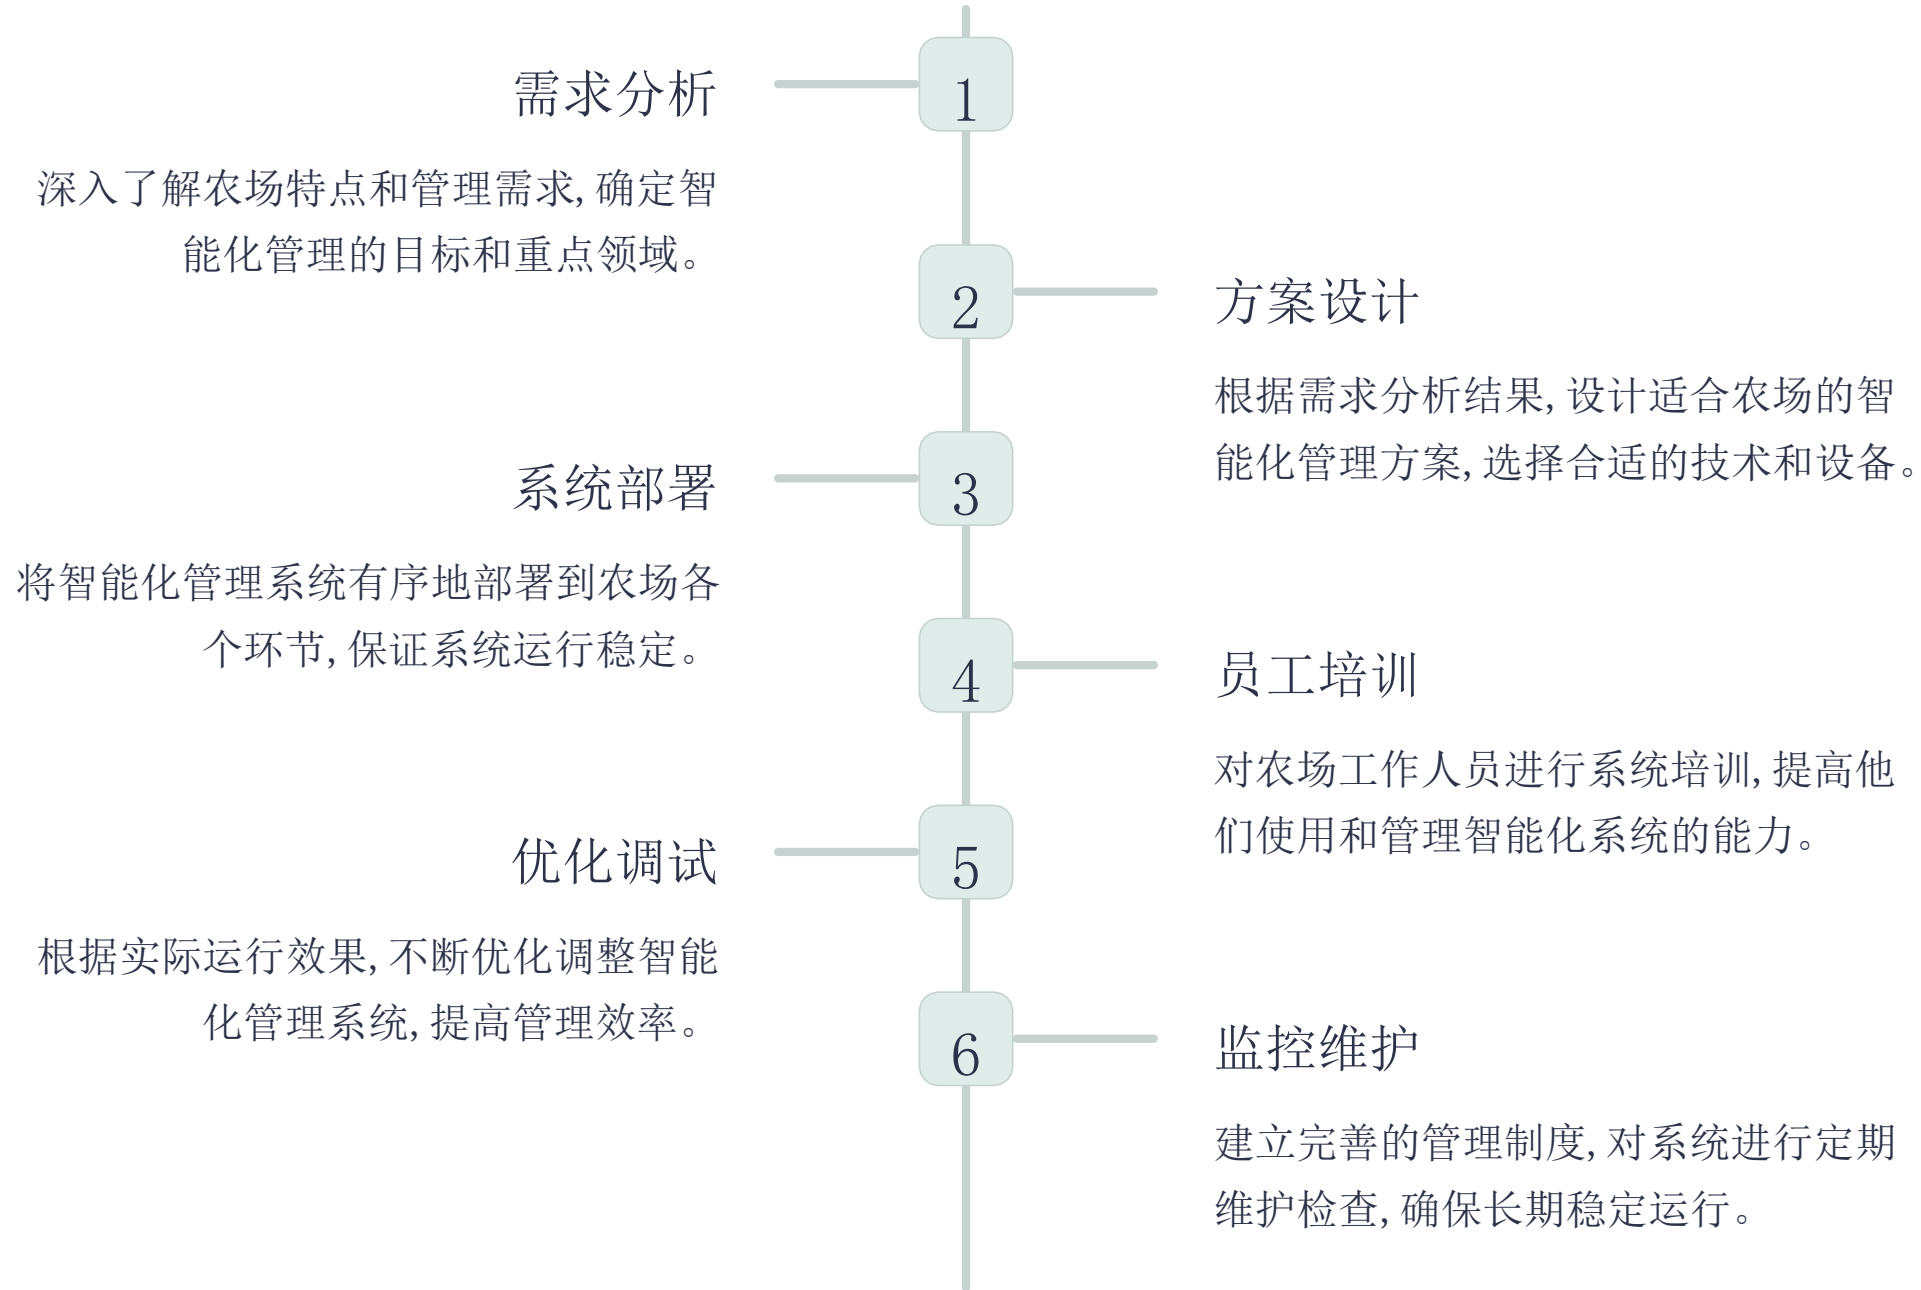 1
需求分析
深入了解农场特点和管理需求,确定智
能化管理的目标和重点领域。
2
方案设计
根据需求分析结果,设计适合农场的智
能化管理方案,选择合适的技术和设备。
3
系统部署
将智能化管理系统有序地部署到农场各
个环节,保证系统运行稳定。
4
员工培训
对农场工作人员进行系统培训,提高他
们使用和管理智能化系统的能力。
5
优化调试
根据实际运行效果,不断优化调整智能
化管理系统,提高管理效率。
6
监控维护
建立完善的管理制度,对系统进行定期
维护检查,确保长期稳定运行。